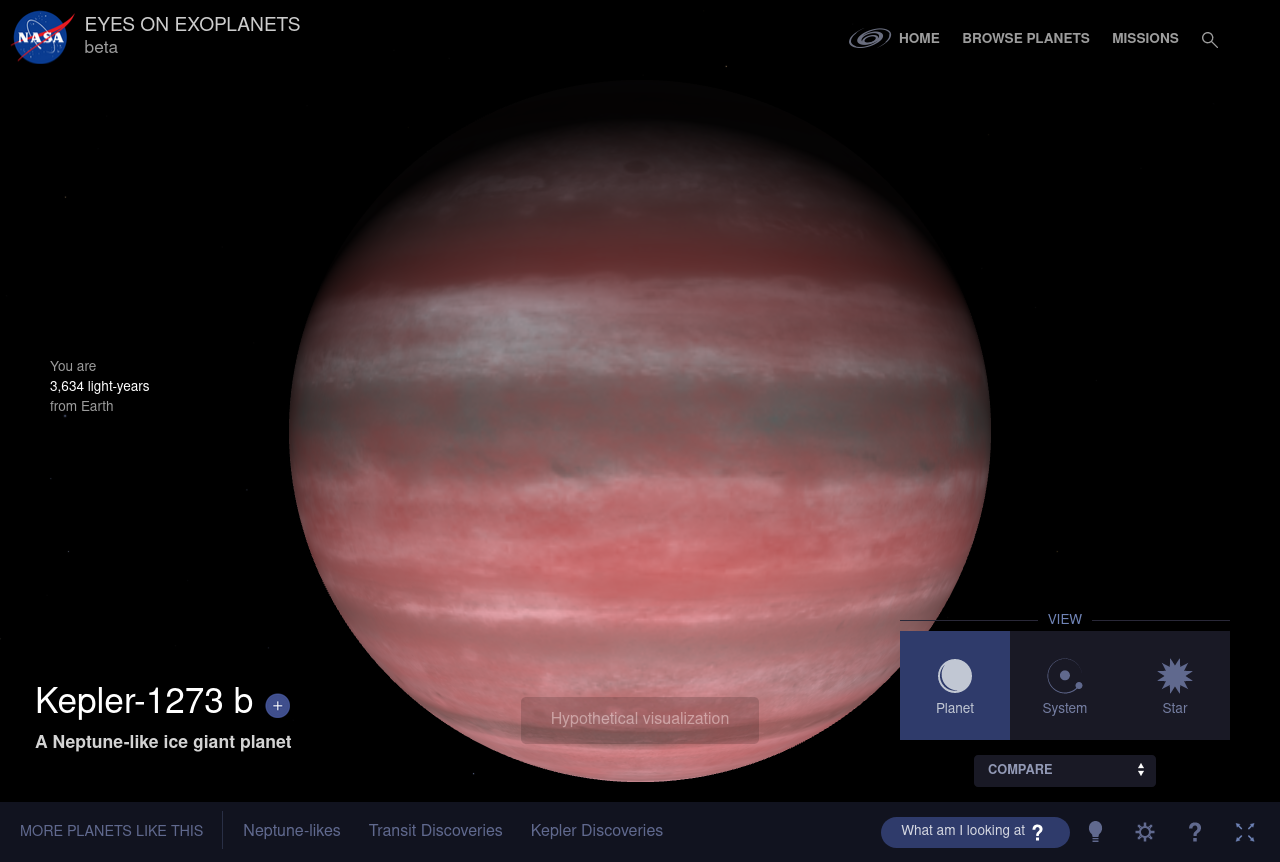 NASA
EYES ON EXOPLANETS
beta
HOME
BROWSE PLANETS
MISSIONS
You are
3,634 light-years
from Earth
Kepler-1273 b +
A Neptune-like ice giant planet
Hypothetical visualization
VIEW
Planet
System
Star
COMPARE
MORE PLANETS LIKE THIS
Neptune-likes
Transit Discoveries
Kepler Discoveries
What am I looking at ?
?